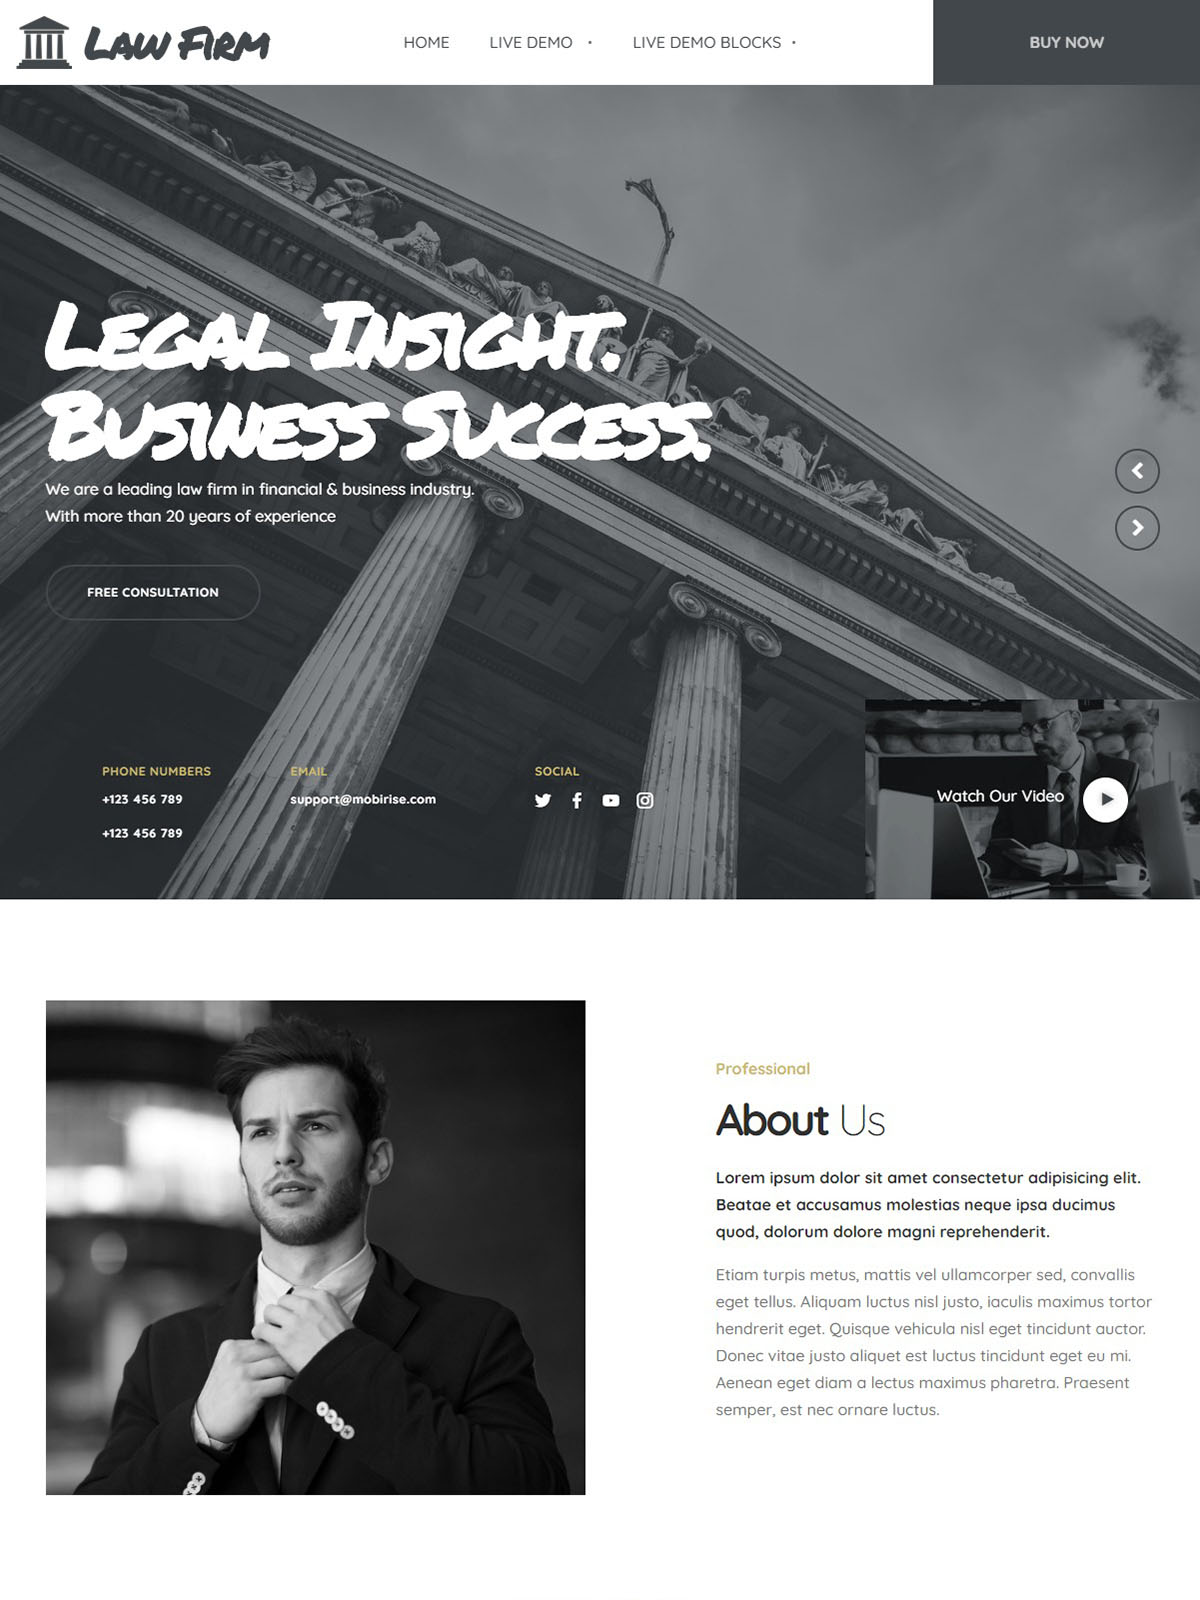 Law Firm
HOME
LIVE DEMO
LIVE DEMO BLOCKS
BUY NOW
Legal Insight.
Business Success.
We are a leading law firm in financial & business industry.
With more than 20 years of experience
FREE CONSULTATION
PHONE NUMBERS
+123 456 789
+123 456 789
EMAIL
support@mobirise.com
SOCIAL
Watch Our Video
Professional
About Us
Lorem ipsum dolor sit amet consectetur adipisicing elit.
Beatae et accusamus molestias neque ipsa ducimus
quod, dolorum dolore magni reprehenderit.
Etiam turpis metus, mattis vel ullamcorper sed, convallis
eget tellus. Aliquam luctus nisl justo, iaculis maximus tortor
hendrerit eget. Quisque vehicula nisl eget tincidunt auctor.
Donec vitae justo aliquet est luctus tincidunt eget eu mi.
Aenean eget diam a lectus maximus pharetra. Praesent
semper, est nec ornare luctus.